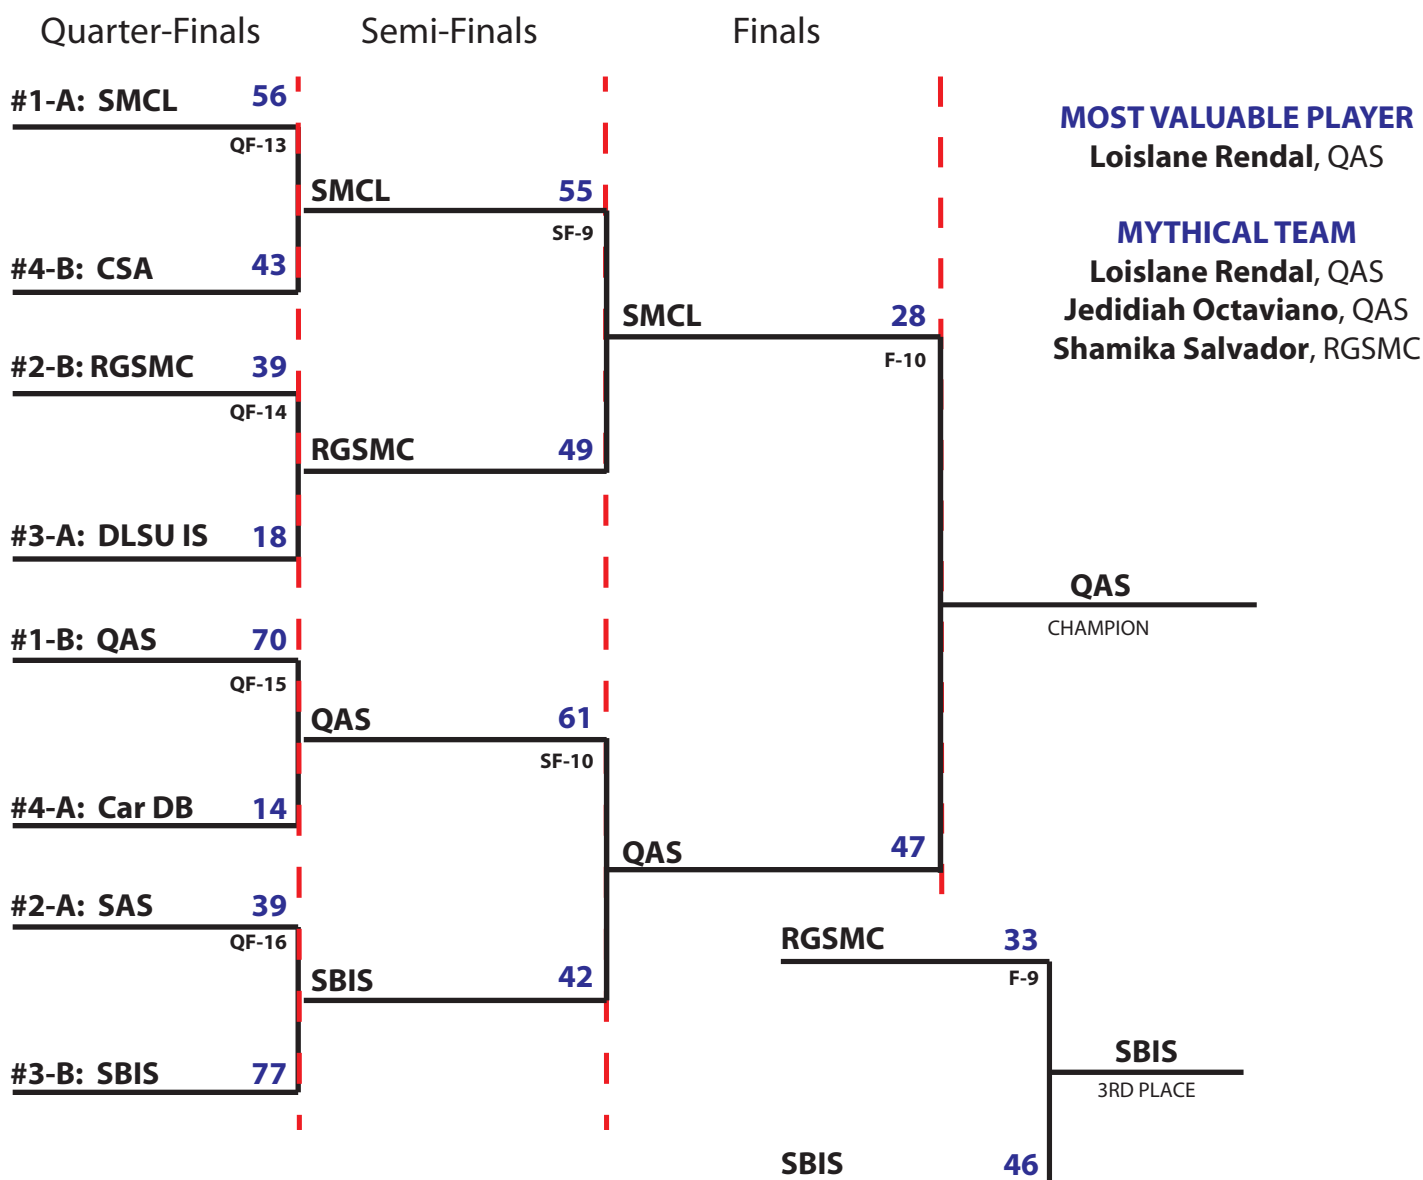 Quarter-Finals Semi-Finals Finals
#1-A: SMCL 56
QF-13
#4-B: CSA 43
#2-B: RGSMC 39
QF-14
#3-A: DLSU IS 18
#1-B: QAS 70
QF-15
#4-A: Car DB 14
#2-A: SAS 39
QF-16
#3-B: SBIS 77
SMCL 55
SF-9
RGSMC 49
QAS 61
SF-10
SBIS 42
SMCL 28
F-10
QAS 47
QAS
CHAMPION
RGSMC 33
F-9
SBIS 46
SBIS
3RD PLACE
MOST VALUABLE PLAYER
Loislane Rendal, QAS
MYTHICAL TEAM
Loislane Rendal, QAS
Jedidiah Octaviano, QAS
Shamika Salvador, RGSMC